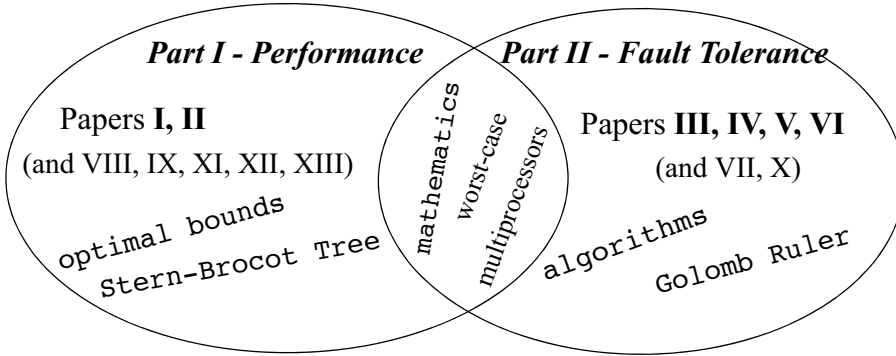 Part I - Performance
Part II - Fault Tolerance
Papers I, II
(and VIII, IX, XI, XII, XIII)
optimal bounds
Stern-Brocot Tree
mathematics
worst-case
multiprocessors
Papers III, IV, V, VI
(and VII, X)
algorithms
Golomb Ruler